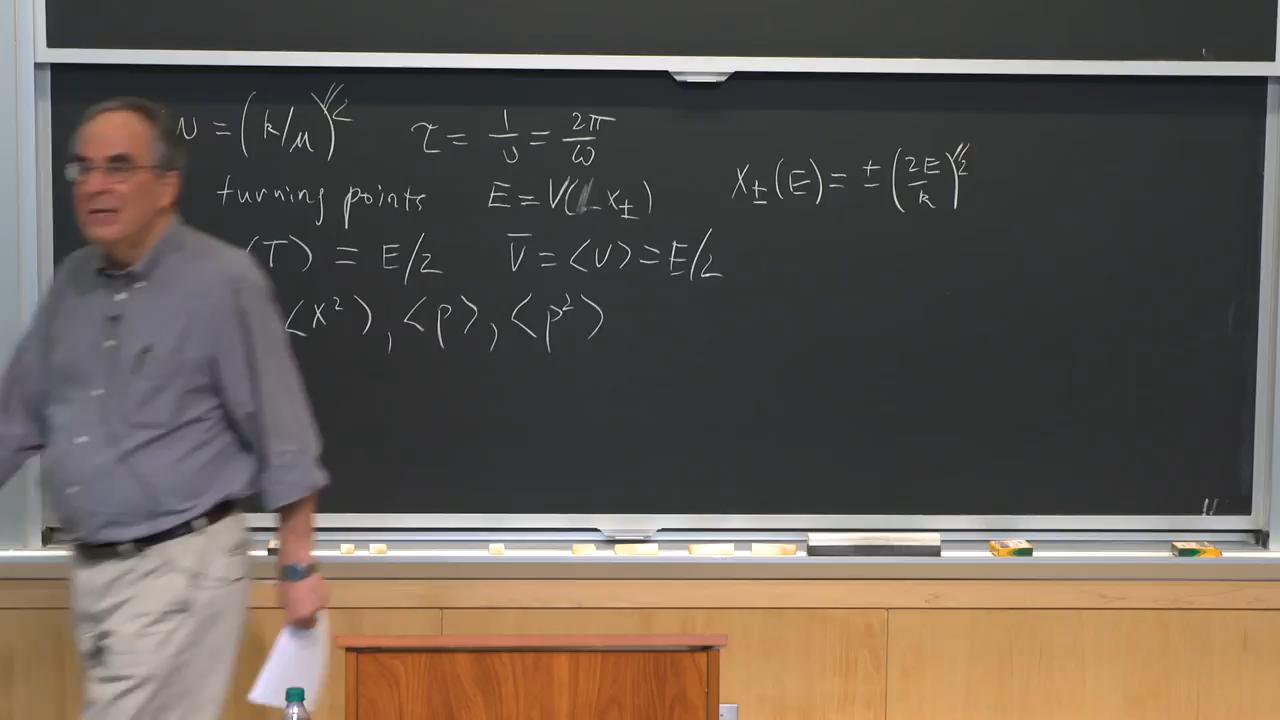 ω = (k/μ)^1/2   τ = 1/υ = 2π/ω
turning points   E = V(x±)   x±(E) = ±(2E/k)^1/2
⟨T⟩ = E/2   V̄ = ⟨V⟩ = E/2
⟨x²⟩, ⟨p⟩, ⟨p²⟩